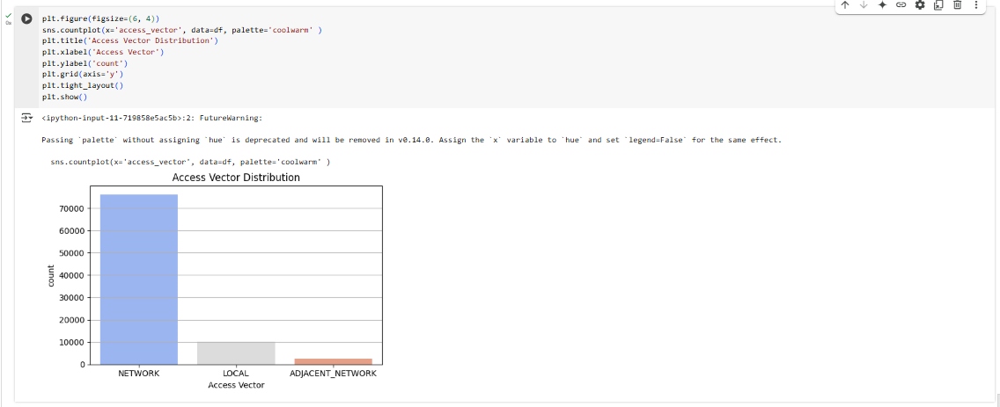 plt.figure(figsize=(6, 4))
sns.countplot(x='access_vector', data=df, palette='coolwarm' )
plt.title('Access Vector Distribution')
plt.xlabel('Access Vector')
plt.ylabel('count')
plt.grid(axis='y')
plt.tight_layout()
plt.show()
0s
<ipython-input-11-719858e5ac5b>:2: FutureWarning:
Passing `palette` without assigning `hue` is deprecated and will be removed in v0.14.0. Assign the `x` variable to `hue` and set `legend=False` for the same effect.
sns.countplot(x='access_vector', data=df, palette='coolwarm' )
Access Vector Distribution
70000
60000
50000
40000
30000
20000
10000
0
count
NETWORK LOCAL ADJACENT_NETWORK
Access Vector